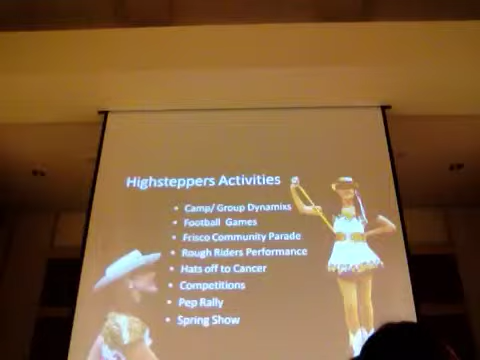 Highsteppers Activities
• Camp/ Group Dynamixs
• Football Games
• Frisco Community Parade
• Rough Riders Performance
• Hats off to Cancer
• Competitions
• Pep Rally
• Spring Show